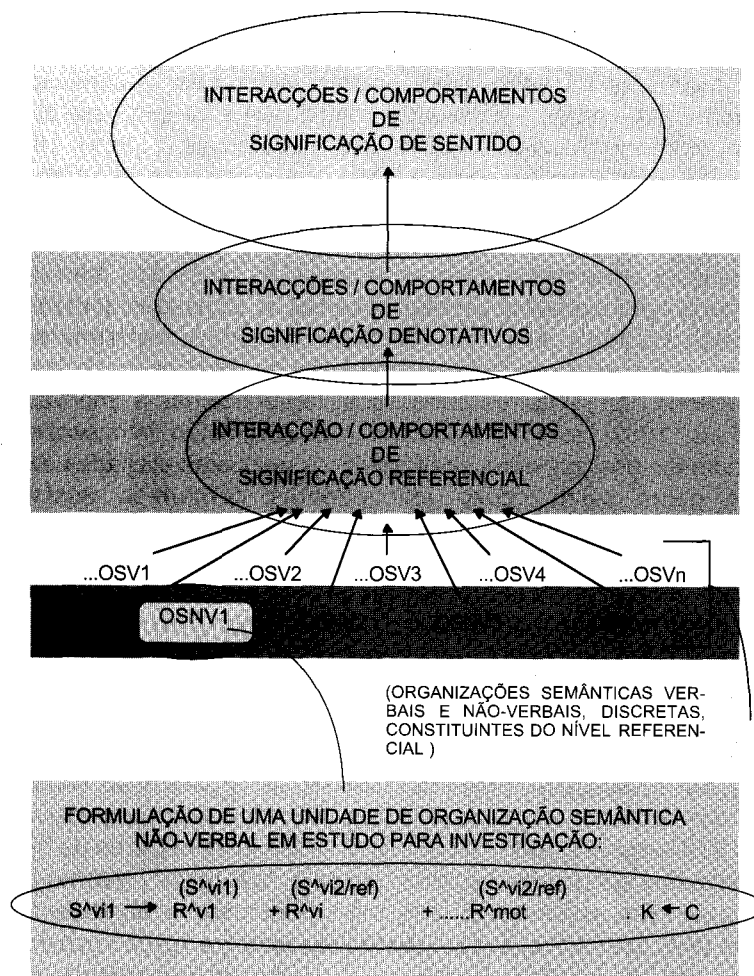 INTERACÇÕES / COMPORTAMENTOS
DE
SIGNIFICAÇÃO DE SENTIDO
INTERACÇÕES / COMPORTAMENTOS
DE
SIGNIFICAÇÃO DENOTATIVOS
INTERACÇÃO / COMPORTAMENTOS
DE
SIGNIFICAÇÃO REFERENCIAL
...OSV1 ...OSV2 ...OSV3 ...OSV4 ...OSVn
OSNV1
(ORGANIZAÇÕES SEMÂNTICAS VER-
BAIS E NÃO-VERBAIS, DISCRETAS,
CONSTITUINTES DO NÍVEL REFEREN-
CIAL )
FORMULAÇÃO DE UMA UNIDADE DE ORGANIZAÇÃO SEMÂNTICA
NÃO-VERBAL EM ESTUDO PARA INVESTIGAÇÃO:
(S^vi1) (S^vi2/ref) (S^vi2/ref)
S^vi1 → R^v1 + R^vi + ......R^mot . K ← C